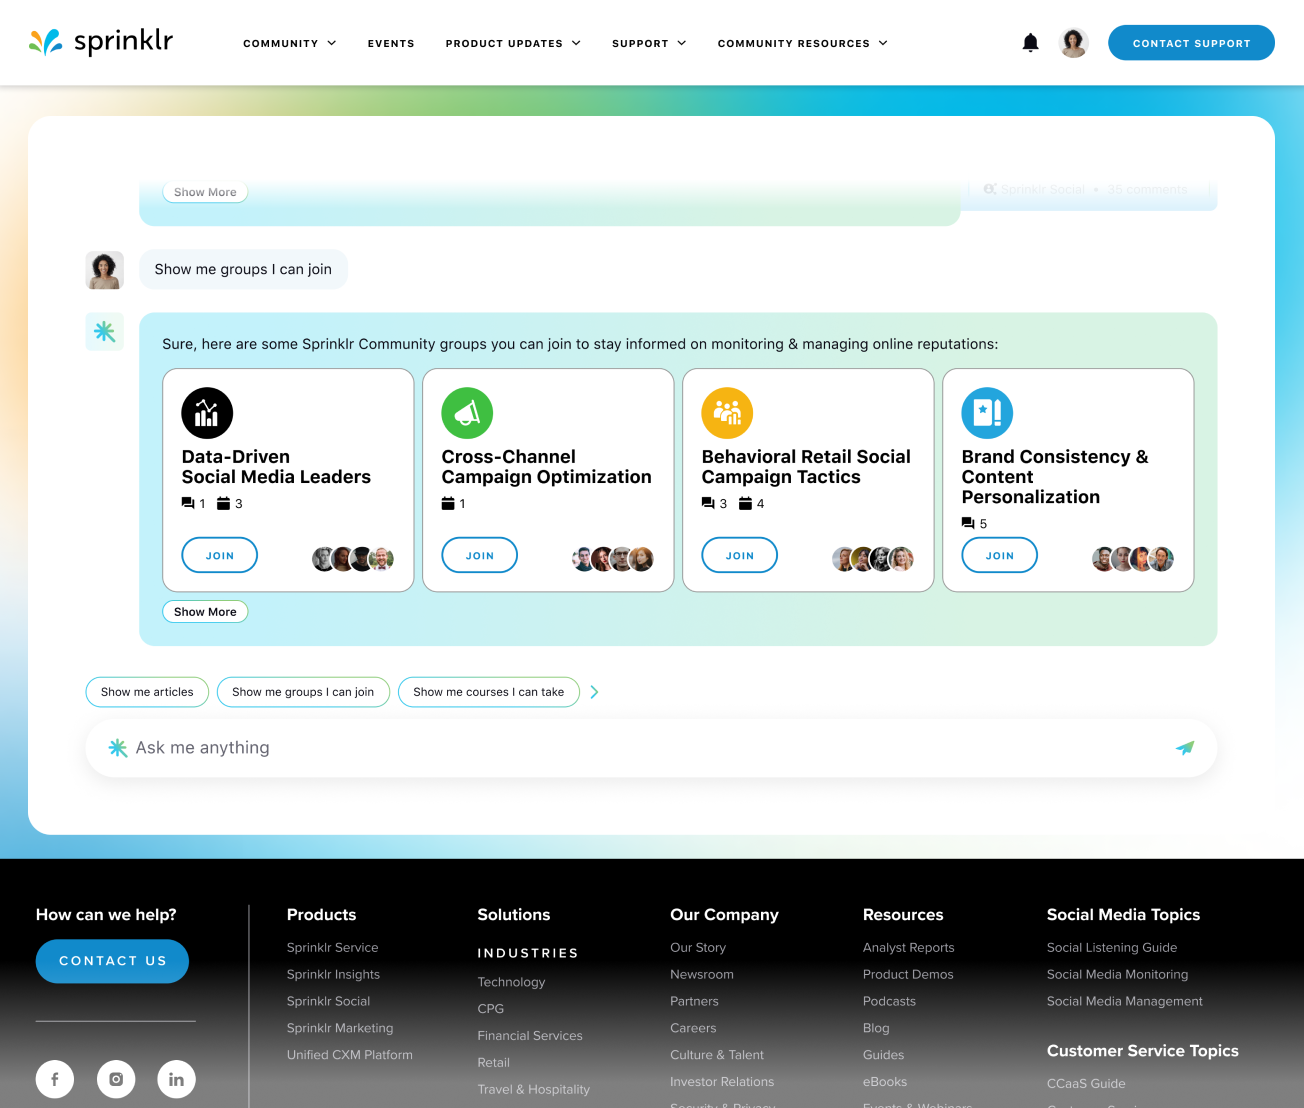 sprinklr
COMMUNITY
EVENTS
PRODUCT UPDATES
SUPPORT
COMMUNITY RESOURCES
CONTACT SUPPORT
Show More
Sprinklr Social • 36 comments
Show me groups I can join
Sure, here are some Sprinklr Community groups you can join to stay informed on monitoring & managing online reputations:
Data-Driven
Social Media Leaders
1 3
JOIN
Cross-Channel
Campaign Optimization
1
JOIN
Behavioral Retail Social
Campaign Tactics
3 4
JOIN
Brand Consistency &
Content
Personalization
5
JOIN
Show More
Show me articles
Show me groups I can join
Show me courses I can take
Ask me anything
How can we help?
CONTACT US
Products
Sprinklr Service
Sprinklr Insights
Sprinklr Social
Sprinklr Marketing
Unified CXM Platform
Solutions
INDUSTRIES
Technology
CPG
Financial Services
Retail
Travel & Hospitality
Our Company
Our Story
Newsroom
Partners
Careers
Culture & Talent
Investor Relations
Security & Privacy
Resources
Analyst Reports
Product Demos
Podcasts
Blog
Guides
eBooks
Events & Webinars
Social Media Topics
Social Listening Guide
Social Media Monitoring
Social Media Management
Customer Service Topics
CCaaS Guide